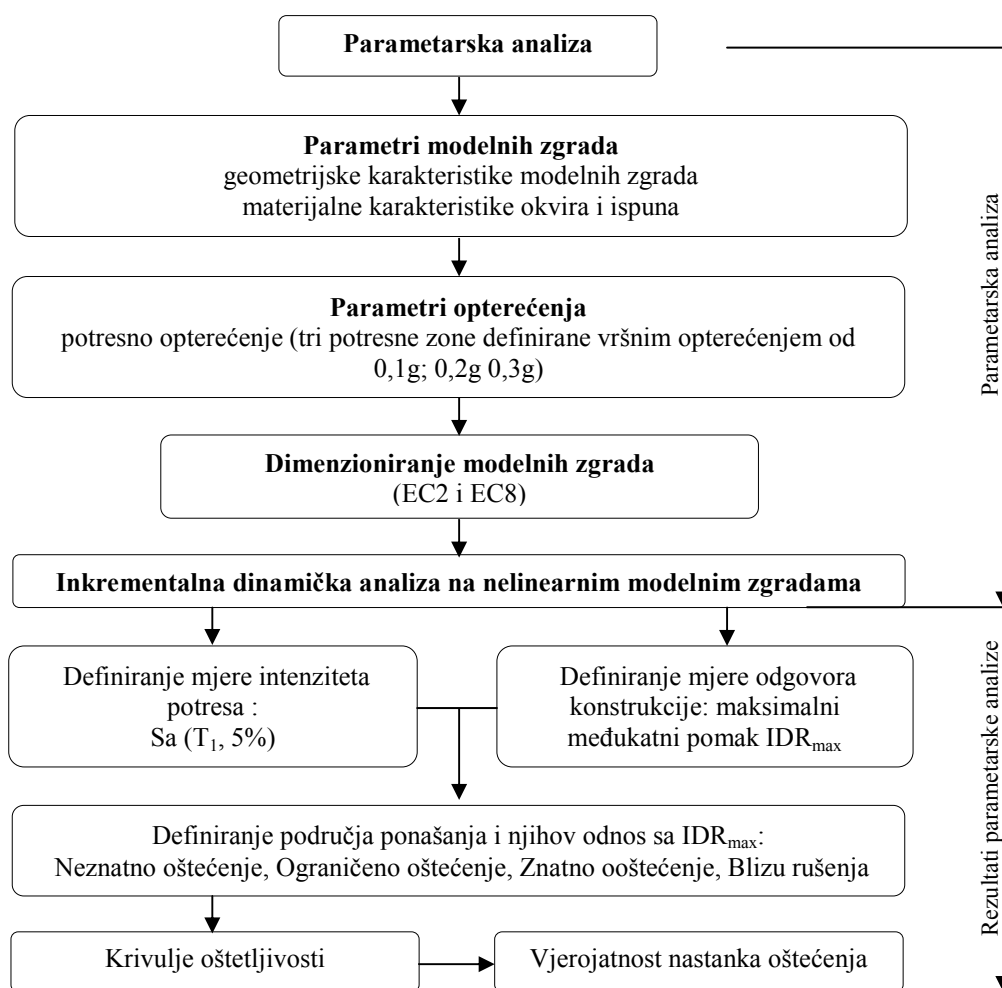 Parametarska analiza
Parametri modelnih zgrada
geometrijske karakteristike modelnih zgrada
materijalne karakteristike okvira i ispuna
Parametri opterećenja
potresno opterećenje (tri potresne zone definirane vršnim opterećenjem od
0,1g; 0,2g 0,3g)
Dimenzioniranje modelnih zgrada
(EC2 i EC8)
Inkrementalna dinamička analiza na nelinearnim modelnim zgradama
Definiranje mjere intenziteta
potresa :
Sa (T₁, 5%)
Definiranje mjere odgovora
konstrukcije: maksimalni
međukatni pomak IDRmax
Definiranje područja ponašanja i njihov odnos sa IDRmax:
Neznatno oštećenje, Ograničeno oštećenje, Znatno ooštećenje, Blizu rušenja
Krivulje oštetljivosti
Vjerojatnost nastanka oštećenja
Parametarska analiza
Rezultati parametarske analize